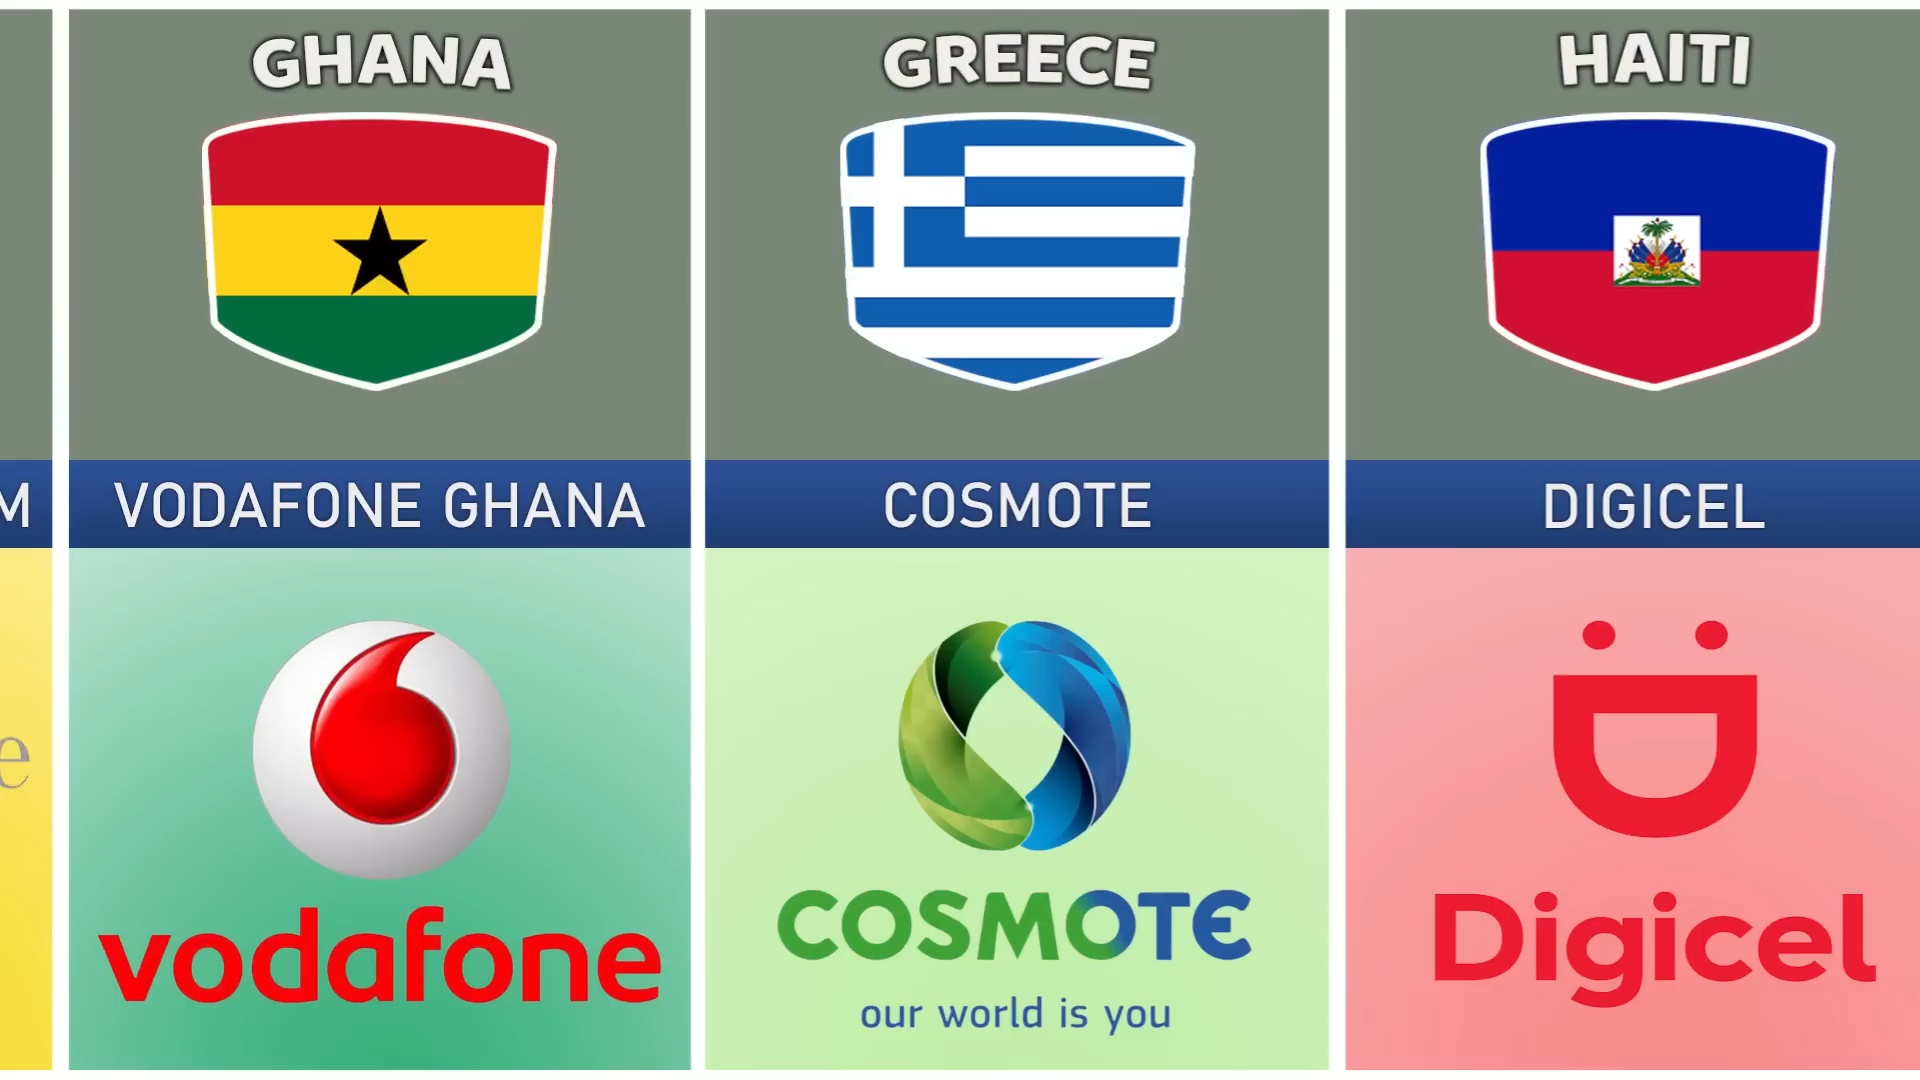 GHANA
VODAFONE GHANA
vodafone
GREECE
COSMOTE
COSMOTE
our world is you
HAITI
DIGICEL
Digicel
M
e